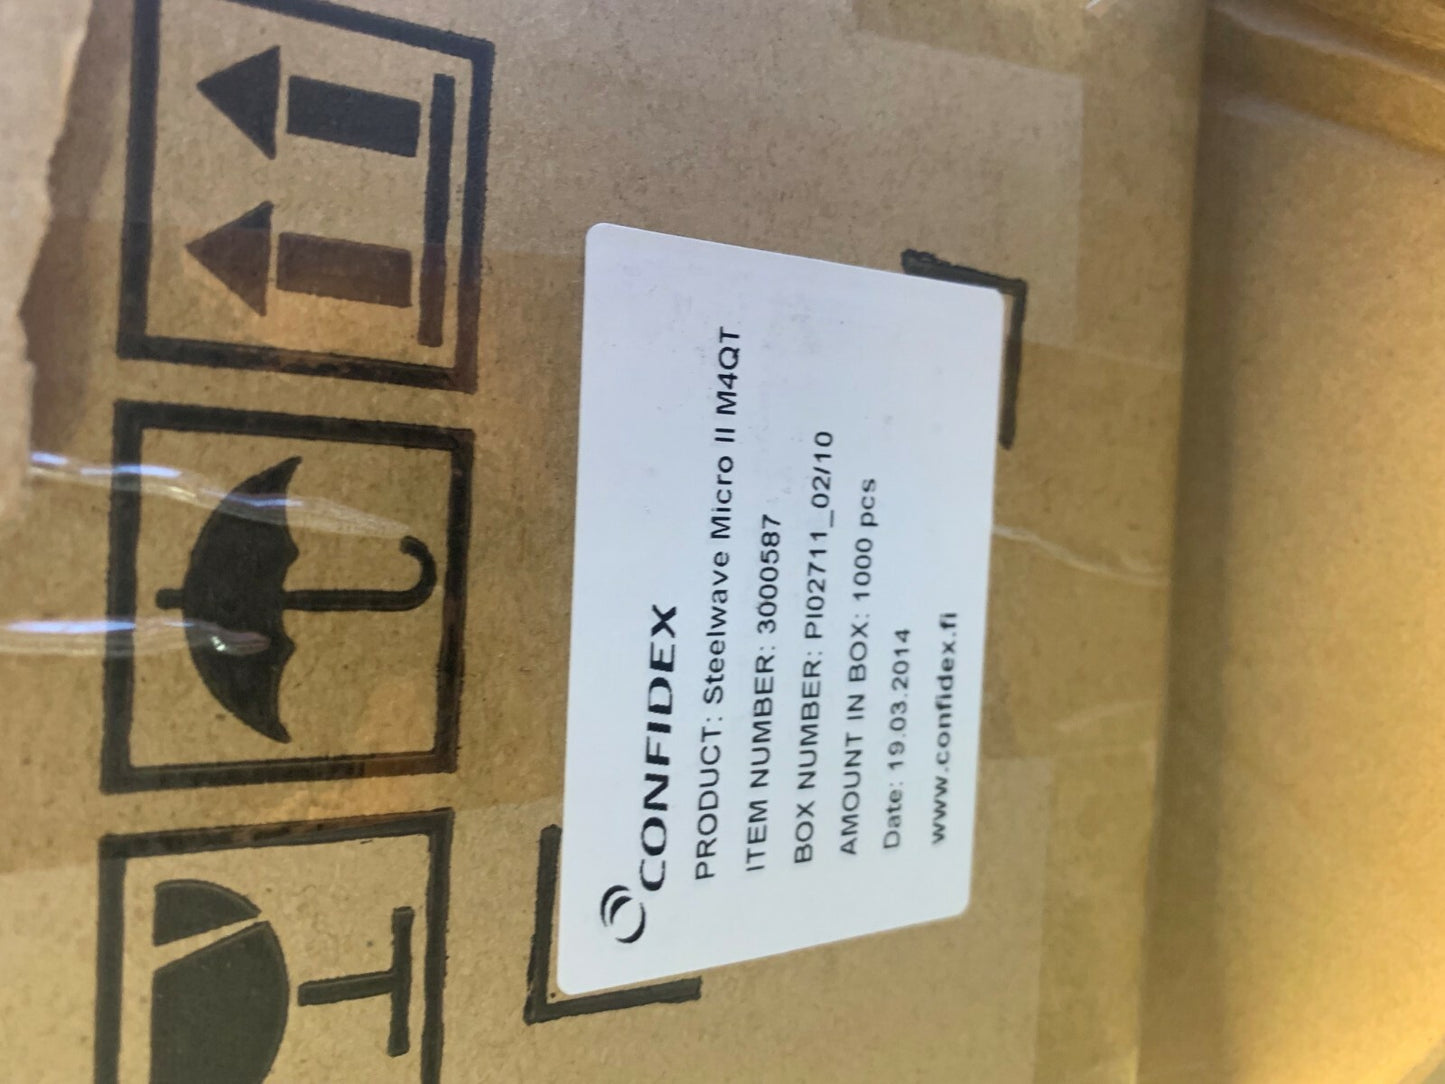 CONFIDEX
PRODUCT: Steelwave Micro II M4QT
ITEM NUMBER: 3000587
BOX NUMBER: PI02711_02/10
AMOUNT IN BOX: 1000 pcs
Date: 19.03.2014
www.confidex.fi